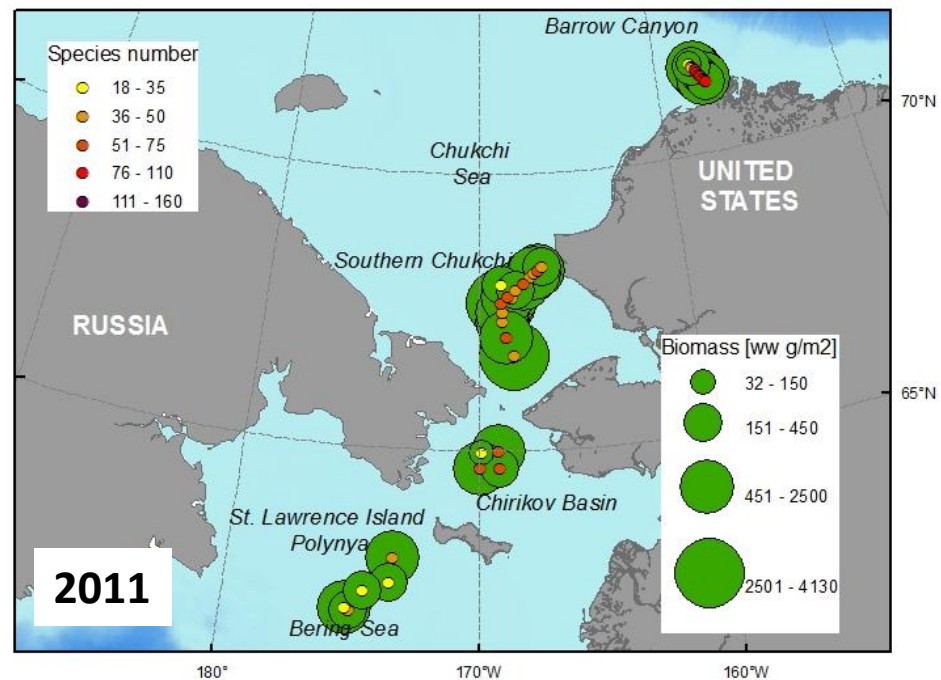 Barrow Canyon
Species number
18 - 35
36 - 50
51 - 75
76 - 110
111 - 160
70°N
Chukchi
Sea
UNITED
STATES
Southern Chukchi
RUSSIA
Biomass [ww g/m2]
32 - 150
151 - 450
451 - 2500
2501 - 4130
65°N
Chirikov Basin
St. Lawrence Island
Polynya
2011
Bering Sea
180°
170°W
160°W